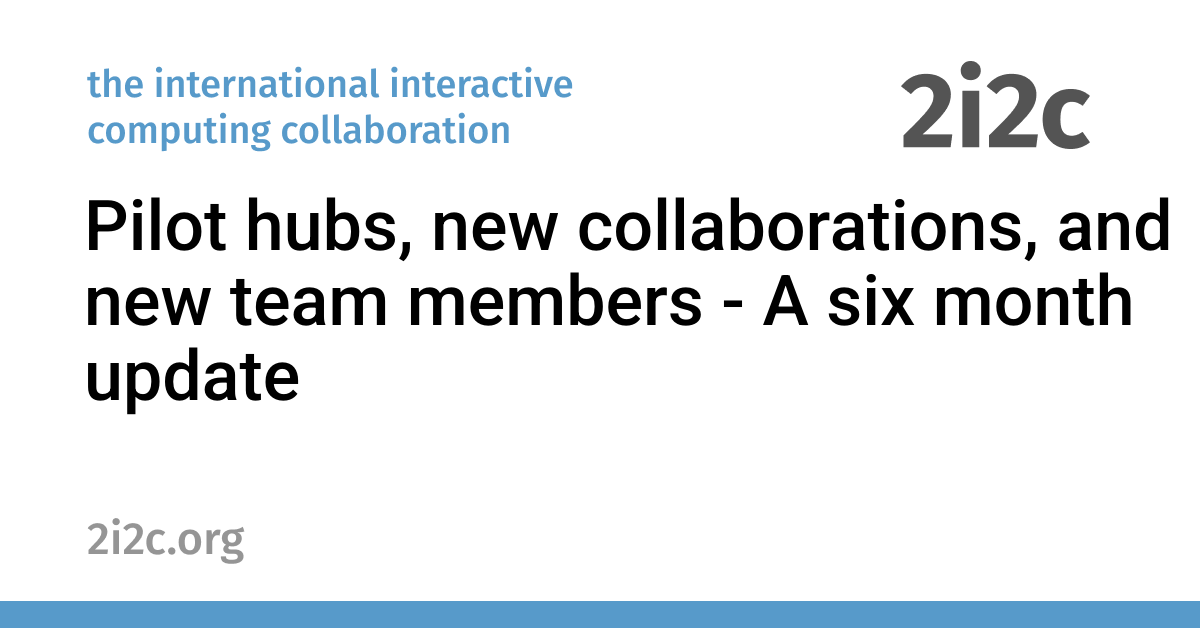 the international interactive
computing collaboration
2i2c
Pilot hubs, new collaborations, and
new team members - A six month
update
2i2c.org